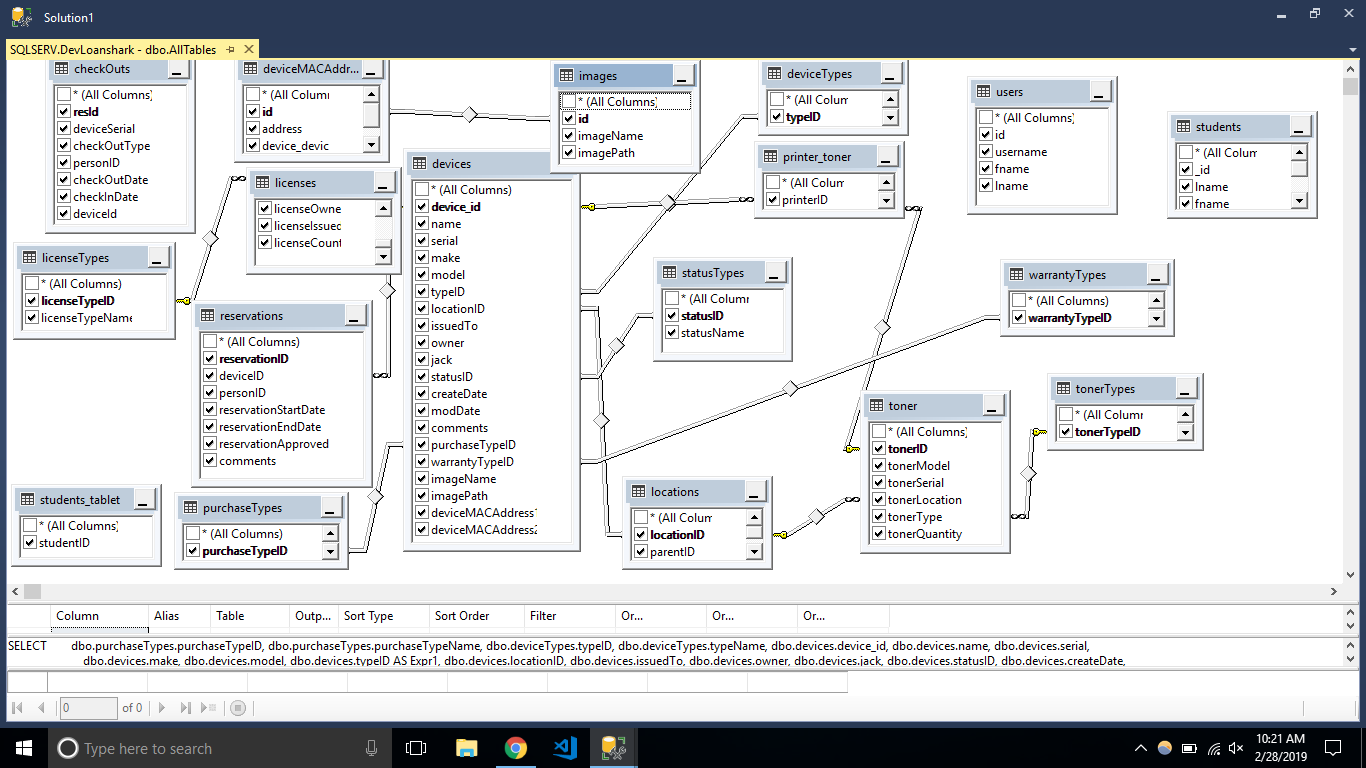 Solution1
SQLSERV.DevLoanshark - dbo.AllTables
checkOuts
* (All Columns)
resId
deviceSerial
checkOutType
personID
checkOutDate
checkInDate
deviceId
deviceMACAddr...
* (All Colum
id
address
device_devic
images
* (All Columns)
id
imageName
imagePath
deviceTypes
* (All Colum
typeID
users
* (All Columns)
id
username
fname
lname
students
* (All Colum
_id
lname
fname
licenses
licenseOwne
licenseIssued
licenseCount
devices
* (All Columns)
device_id
name
serial
make
model
typeID
locationID
issuedTo
owner
jack
statusID
createDate
modDate
comments
purchaseTypeID
warrantyTypeID
imageName
imagePath
deviceMACAddress1
deviceMACAddress2
printer_toner
* (All Colum
printerID
licenseTypes
* (All Columns)
licenseTypeID
licenseTypeName
statusTypes
* (All Colum
statusID
statusName
warrantyTypes
* (All Columns)
warrantyTypeID
reservations
* (All Columns)
reservationID
deviceID
personID
reservationStartDate
reservationEndDate
reservationApproved
comments
toner
* (All Columns)
tonerID
tonerModel
tonerSerial
tonerLocation
tonerType
tonerQuantity
tonerTypes
* (All Colum
tonerTypeID
students_tablet
* (All Columns)
studentID
purchaseTypes
* (All Columns)
purchaseTypeID
locations
* (All Colum
locationID
parentID
Column Alias Table Outp... Sort Type Sort Order Filter Or... Or... Or...
SELECT dbo.purchaseTypes.purchaseTypeID, dbo.purchaseTypes.purchaseTypeName, dbo.deviceTypes.typeID, dbo.deviceTypes.typeName, dbo.devices.device_id, dbo.devices.name, dbo.devices.serial,
dbo.devices.make, dbo.devices.model, dbo.devices.typeID AS Expr1, dbo.devices.locationID, dbo.devices.issuedTo, dbo.devices.owner, dbo.devices.jack, dbo.devices.statusID, dbo.devices.createDate,
0 of 0
Type here to search
10:21 AM
2/28/2019